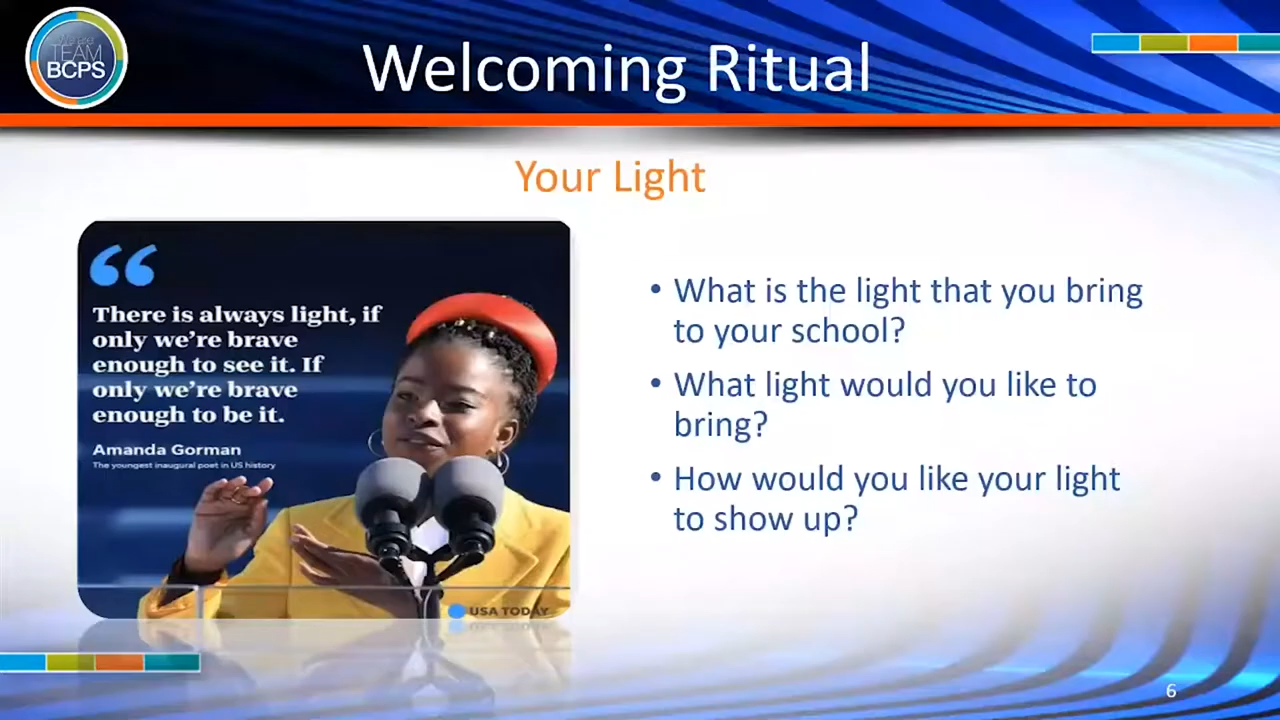 We are
TEAM
BCPS
Welcoming Ritual
Your Light
“
There is always light, if
only we’re brave
enough to see it. If
only we’re brave
enough to be it.
Amanda Gorman
The youngest inaugural poet in US history
USA TODAY
• What is the light that you bring
to your school?
• What light would you like to
bring?
• How would you like your light
to show up?
6